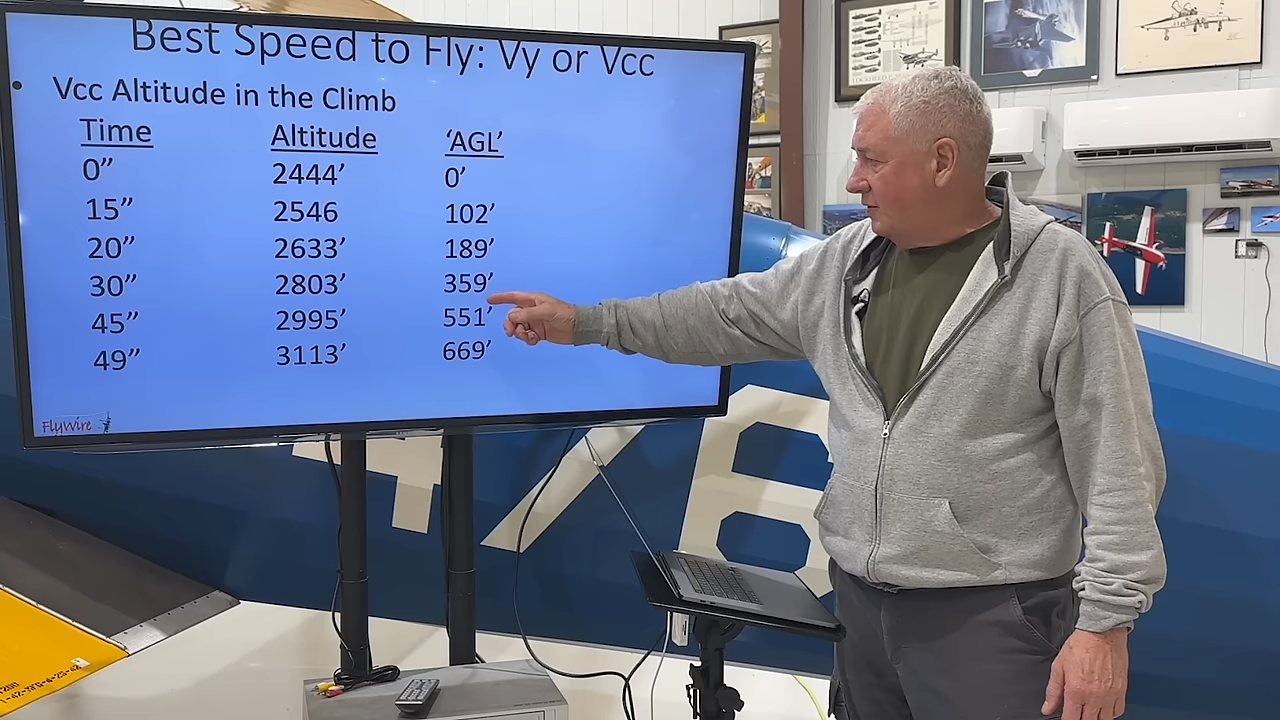 Best Speed to Fly: Vy or Vcc
Vcc Altitude in the Climb
Time Altitude ‘AGL’
0” 2444’ 0’
15” 2546 102’
20” 2633’ 189’
30” 2803’ 359’
45” 2995’ 551’
49” 3113’ 669’
FlyWire
478